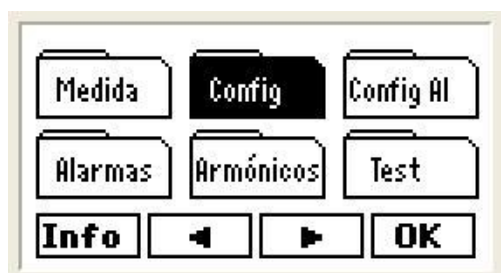 Medida Config Config Al
Alarmas Armónicos Test
Info ◄ ► OK